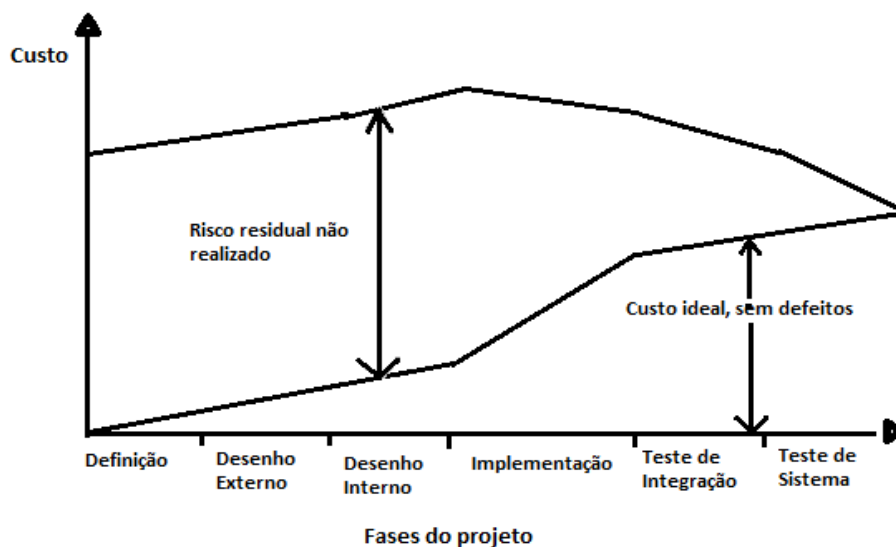 Custo
Risco residual não
realizado
Custo ideal, sem defeitos
Definição
Desenho
Externo
Desenho
Interno
Implementação
Teste de
Integração
Teste de
Sistema
Fases do projeto